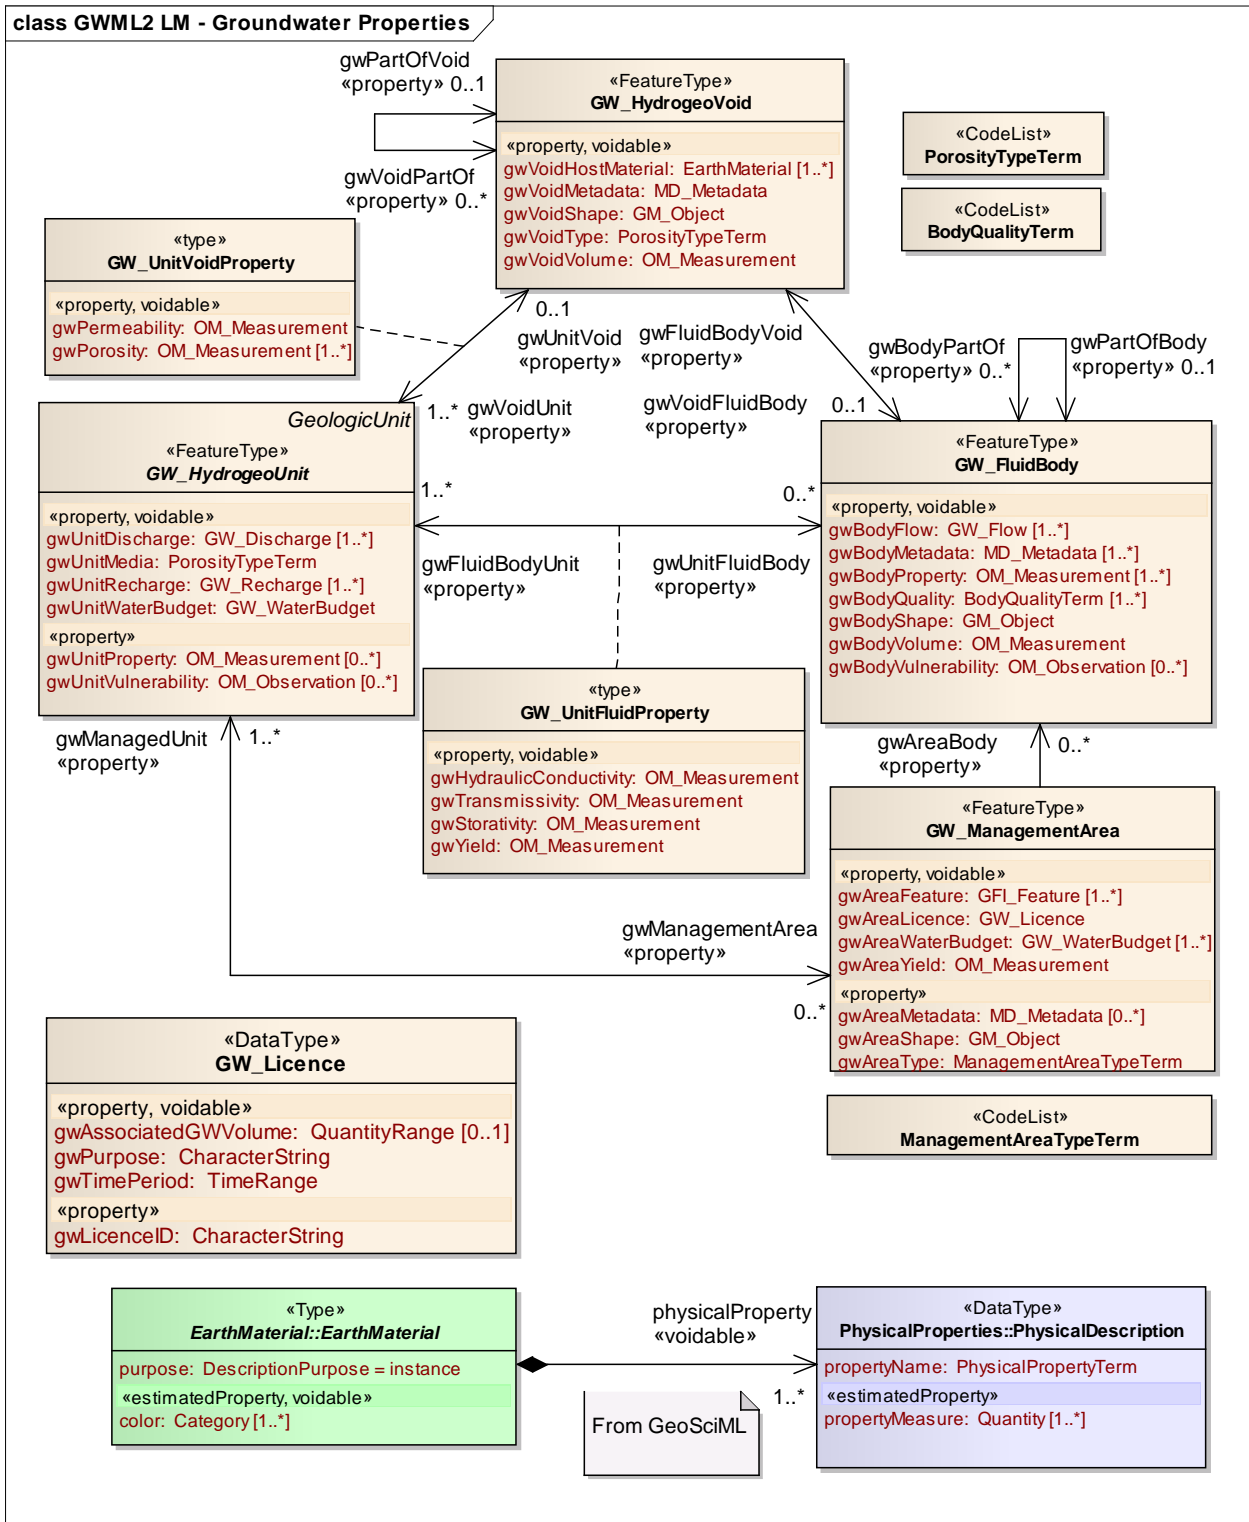 class GWML2 LM - Groundwater Properties
gwPartOfVoid
«property» 0..1
gwVoidPartOf
«property» 0..*
«FeatureType»
GW_HydrogeoVoid
«property, voidable»
gwVoidHostMaterial: EarthMaterial [1..*]
gwVoidMetadata: MD_Metadata
gwVoidShape: GM_Object
gwVoidType: PorosityTypeTerm
gwVoidVolume: OM_Measurement
«CodeList»
PorosityTypeTerm
«CodeList»
BodyQualityTerm
«type»
GW_UnitVoidProperty
«property, voidable»
gwPermeability: OM_Measurement
gwPorosity: OM_Measurement [1..*]
0..1
gwUnitVoid
«property»
gwFluidBodyVoid
«property»
gwBodyPartOf
«property» 0..*
gwPartOfBody
«property» 0..1
1..*
gwVoidUnit
«property»
gwVoidFluidBody
«property»
0..1
GeologicUnit
«FeatureType»
GW_HydrogeoUnit
«property, voidable»
gwUnitDischarge: GW_Discharge [1..*]
gwUnitMedia: PorosityTypeTerm
gwUnitRecharge: GW_Recharge [1..*]
gwUnitWaterBudget: GW_WaterBudget
«property»
gwUnitProperty: OM_Measurement [0..*]
gwUnitVulnerability: OM_Observation [0..*]
1..*
0..*
gwFluidBodyUnit
«property»
gwUnitFluidBody
«property»
«FeatureType»
GW_FluidBody
«property, voidable»
gwBodyFlow: GW_Flow [1..*]
gwBodyMetadata: MD_Metadata [1..*]
gwBodyProperty: OM_Measurement [1..*]
gwBodyQuality: BodyQualityTerm [1..*]
gwBodyShape: GM_Object
gwBodyVolume: OM_Measurement
gwBodyVulnerability: OM_Observation [0..*]
«type»
GW_UnitFluidProperty
«property, voidable»
gwHydraulicConductivity: OM_Measurement
gwTransmissivity: OM_Measurement
gwStorativity: OM_Measurement
gwYield: OM_Measurement
gwManagedUnit
«property»
1..*
gwAreaBody
«property»
0..*
gwManagementArea
«property»
0..*
«FeatureType»
GW_ManagementArea
«property, voidable»
gwAreaFeature: GFI_Feature [1..*]
gwAreaLicence: GW_Licence
gwAreaWaterBudget: GW_WaterBudget [1..*]
gwAreaYield: OM_Measurement
«property»
gwAreaMetadata: MD_Metadata [0..*]
gwAreaShape: GM_Object
gwAreaType: ManagementAreaTypeTerm
«DataType»
GW_Licence
«property, voidable»
gwAssociatedGWVolume: QuantityRange [0..1]
gwPurpose: CharacterString
gwTimePeriod: TimeRange
«property»
gwLicenceID: CharacterString
«CodeList»
ManagementAreaTypeTerm
«Type»
EarthMaterial::EarthMaterial
purpose: DescriptionPurpose = instance
«estimatedProperty, voidable»
color: Category [1..*]
physicalProperty
«voidable»
1..*
From GeoSciML
«DataType»
PhysicalProperties::PhysicalDescription
propertyName: PhysicalPropertyTerm
«estimatedProperty»
propertyMeasure: Quantity [1..*]